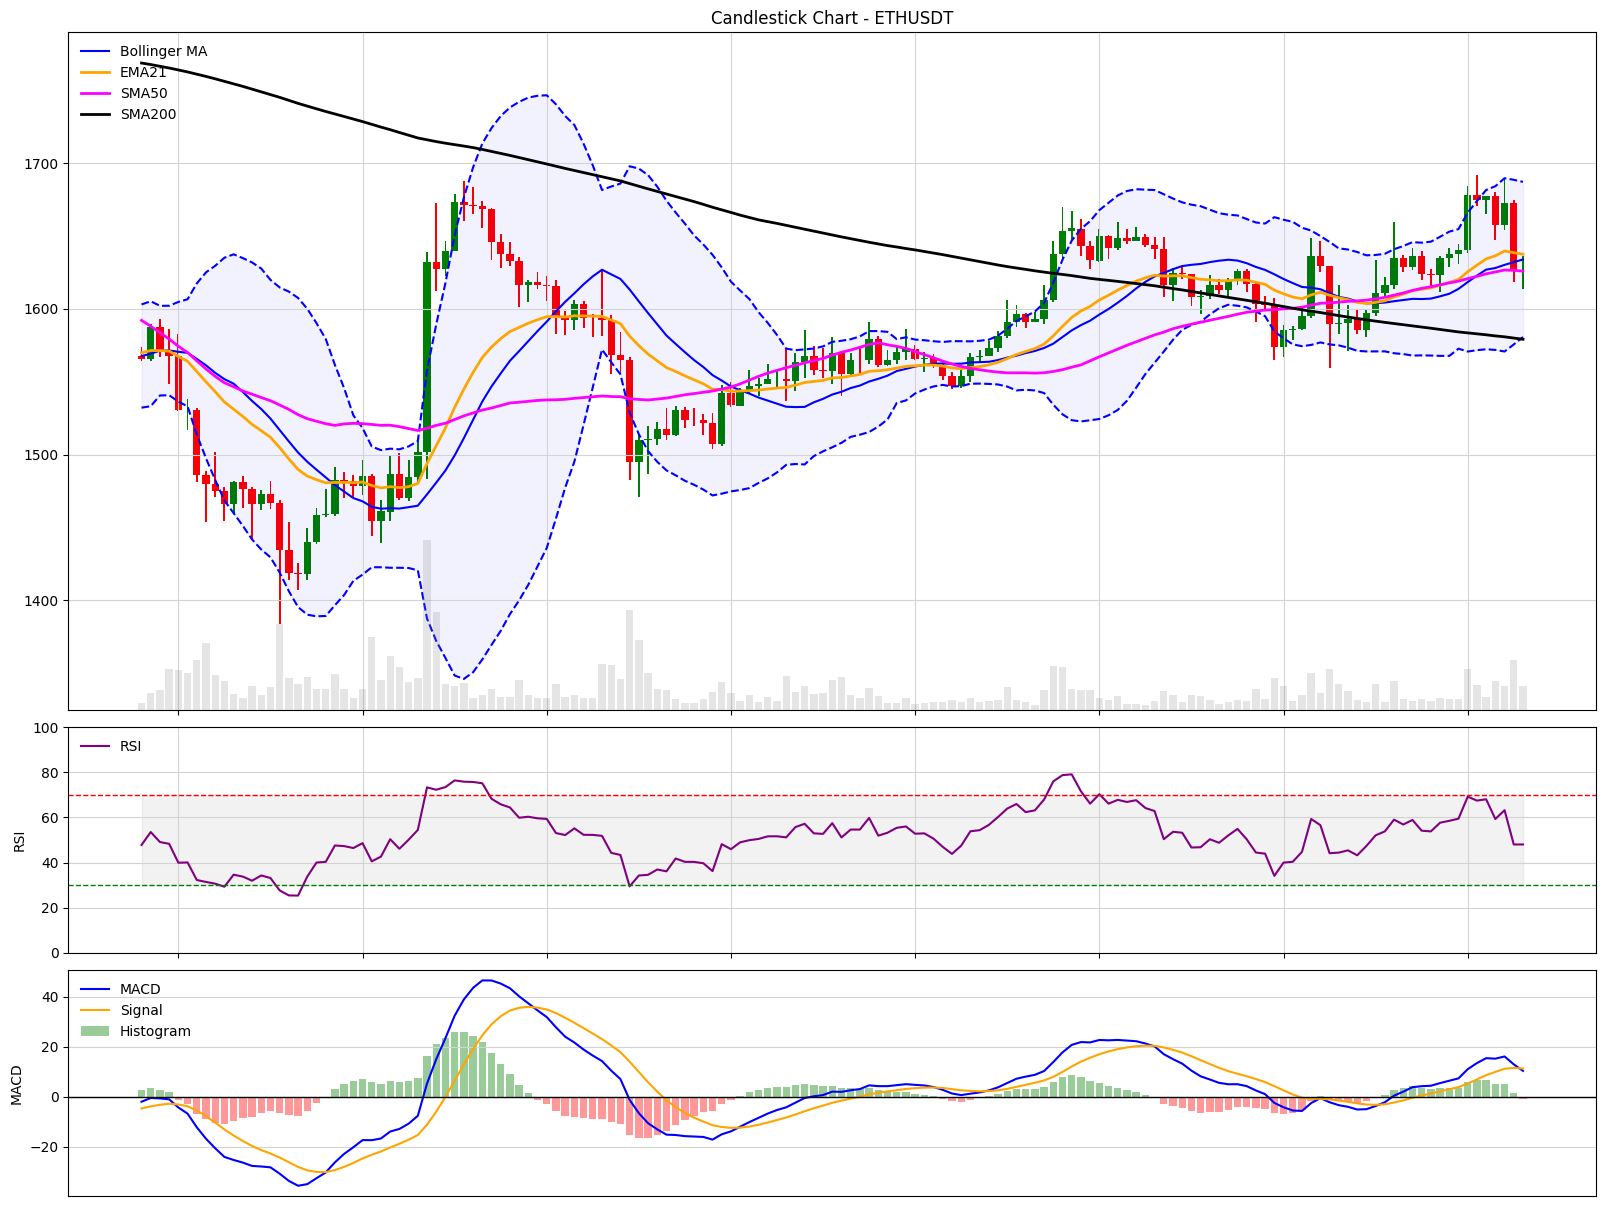 Candlestick Chart - ETHUSDT
Bollinger MA
EMA21
SMA50
SMA200
1700
1600
1500
1400
100
80
60
40
20
0
RSI
RSI
40
20
0
−20
MACD
MACD
Signal
Histogram